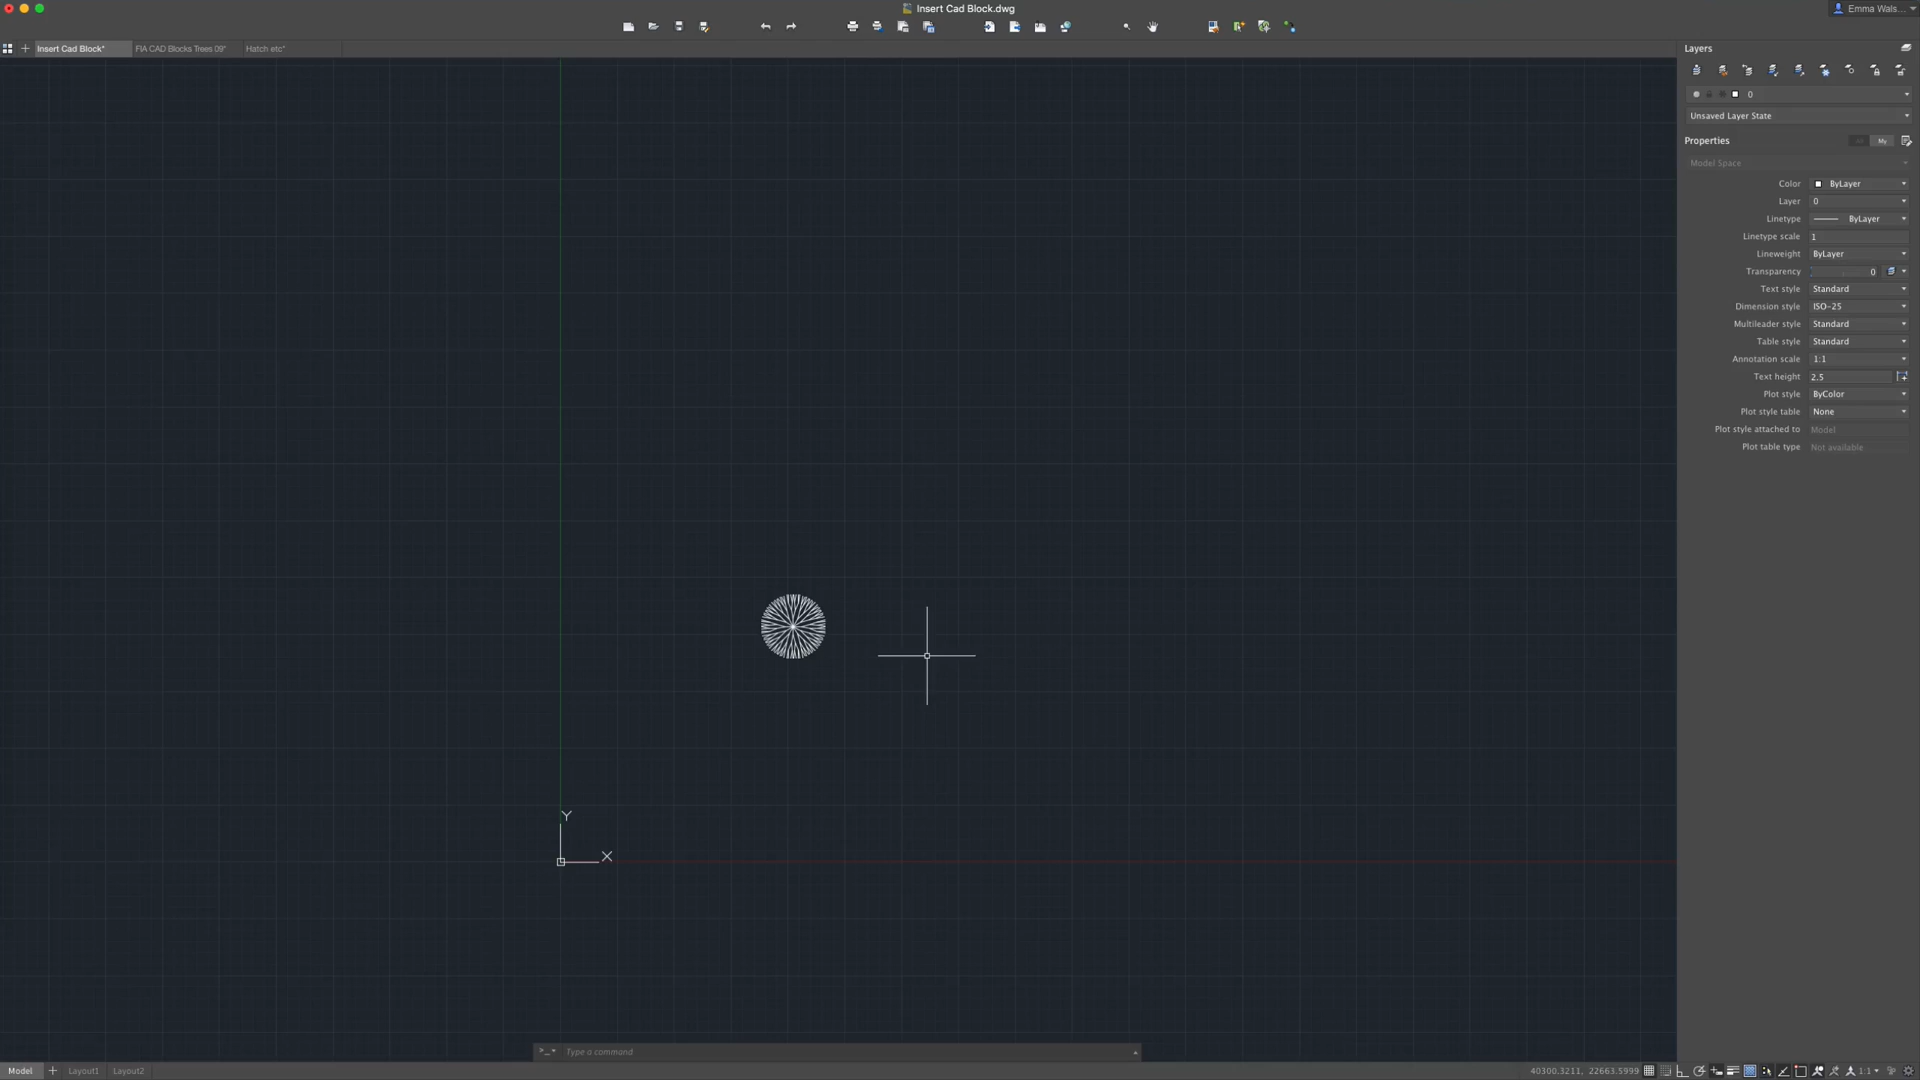 Insert Cad Block.dwg
Emma Wals...
Insert Cad Block*
FIA CAD Blocks Trees 09*
Hatch etc*
Layers
0
Unsaved Layer State
Properties
My
Model Space
Color ByLayer
Layer 0
Linetype ByLayer
Linetype scale 1
Lineweight ByLayer
Transparency 0
Text style Standard
Dimension style ISO-25
Multileader style Standard
Table style Standard
Annotation scale 1:1
Text height 2.5
Plot style ByColor
Plot style table None
Plot style attached to Model
Plot table type Not available
Y
X
>_ Type a command
Model
Layout1
Layout2
40300.3211, 22663.5999
1:1